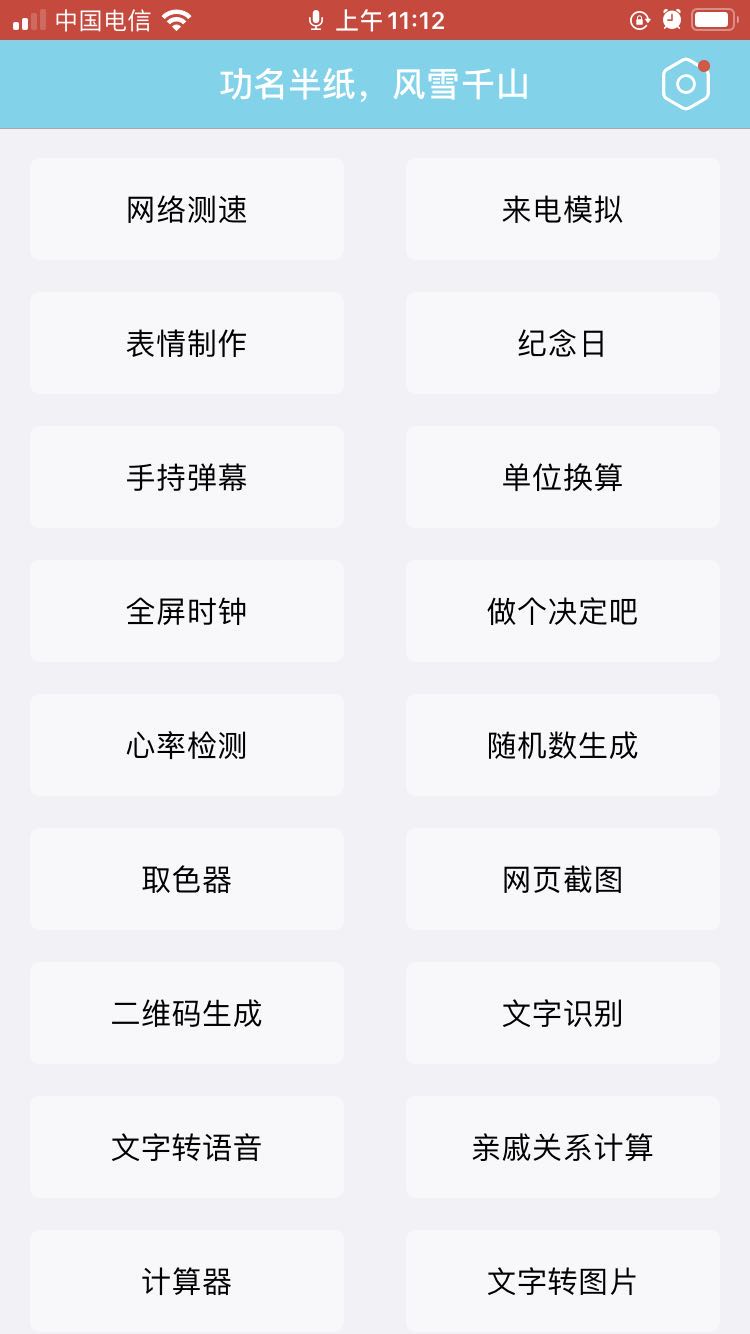 中国电信 上午11:12
功名半纸，风雪千山
网络测速 来电模拟
表情制作 纪念日
手持弹幕 单位换算
全屏时钟 做个决定吧
心率检测 随机数生成
取色器 网页截图
二维码生成 文字识别
文字转语音 亲戚关系计算
计算器 文字转图片